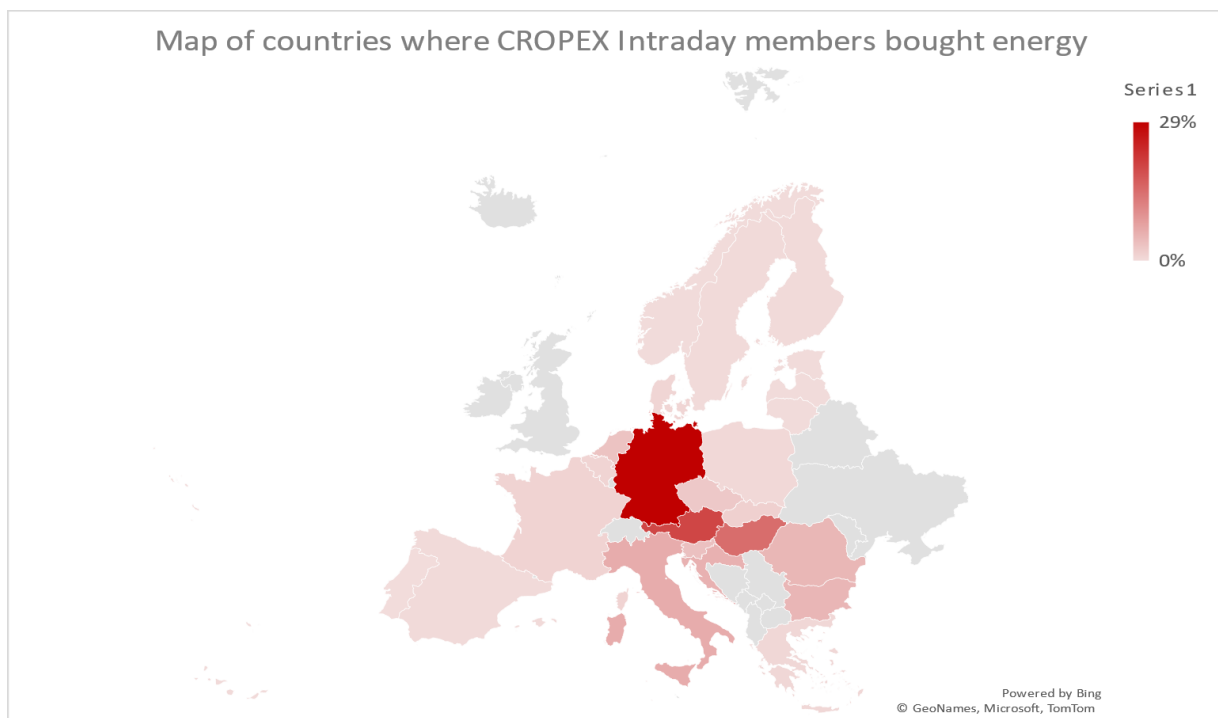 Map of countries where CROPEX Intraday members bought energy
Series1
29%
0%
Powered by Bing
© GeoNames, Microsoft, TomTom